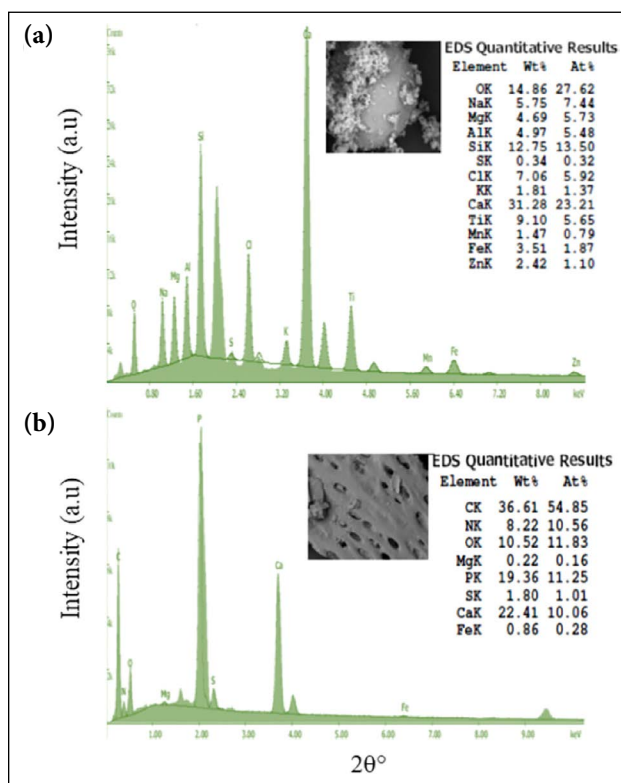 (a)
Intensity (a.u)
EDS Quantitative Results
Element Wt% At%
OK 14.86 27.62
NaK 5.75 7.44
MgK 4.69 5.73
AlK 4.97 5.48
SiK 12.75 13.50
SK 0.34 0.32
ClK 7.06 5.92
KK 1.81 1.37
CaK 31.28 23.21
TiK 9.10 5.65
MnK 1.47 0.79
FeK 3.51 1.87
ZnK 2.42 1.10
Ca
Si
Cl
O
Na
Mg
Al
S
K
Ti
Mn
Fe
Zn
0.80 1.60 2.40 3.20 4.00 4.80 5.60 6.40 7.20 8.00 keV
(b)
Intensity (a.u)
EDS Quantitative Results
Element Wt% At%
CK 36.61 54.85
NK 8.22 10.56
OK 10.52 11.83
MgK 0.22 0.16
PK 19.36 11.25
SK 1.80 1.01
CaK 22.41 10.06
FeK 0.86 0.28
P
C
Ca
O
N
Mg
S
Fe
1.00 2.00 3.00 4.00 5.00 6.00 7.00 8.00 9.00 keV
2θ°